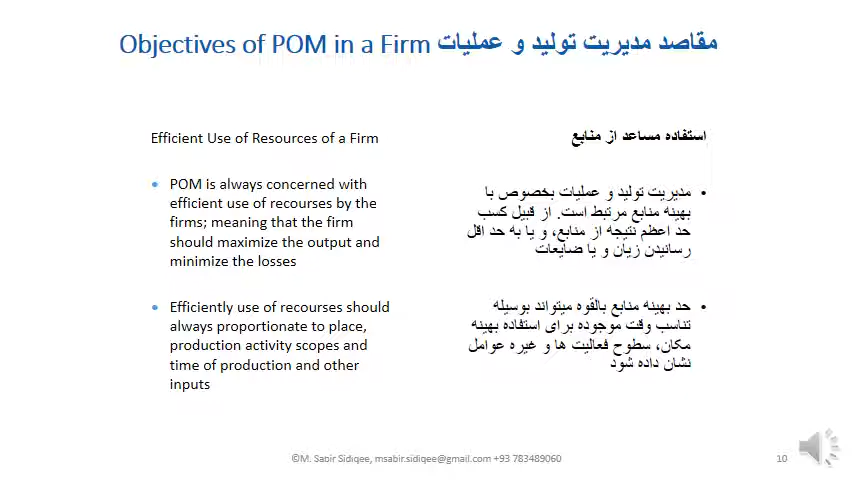 Objectives of POM in a Firm مقاصد مدیریت تولید و عملیات
Efficient Use of Resources of a Firm
• POM is always concerned with
efficient use of recourses by the
firms; meaning that the firm
should maximize the output and
minimize the losses
• Efficiently use of recourses should
always proportionate to place,
production activity scopes and
time of production and other
inputs
استفاده مساعد از منابع
• مدیریت تولید و عملیات بخصوص با
بهینه منابع مرتبط است. از قبیل کسب
حد اعظم نتیجه از منابع، و یا به حد اقل
رسانیدن زیان و یا ضایعات
• حد بهینه منابع بالقوه میتواند بوسیله
تناسب وقت موجوده برای استفاده بهینه
مکان، سطوح فعالیت ها و غیره عوامل
نشان داده شود
©M. Sabir Sidiqee, msabir.sidiqee@gmail.com +93 783489060
10